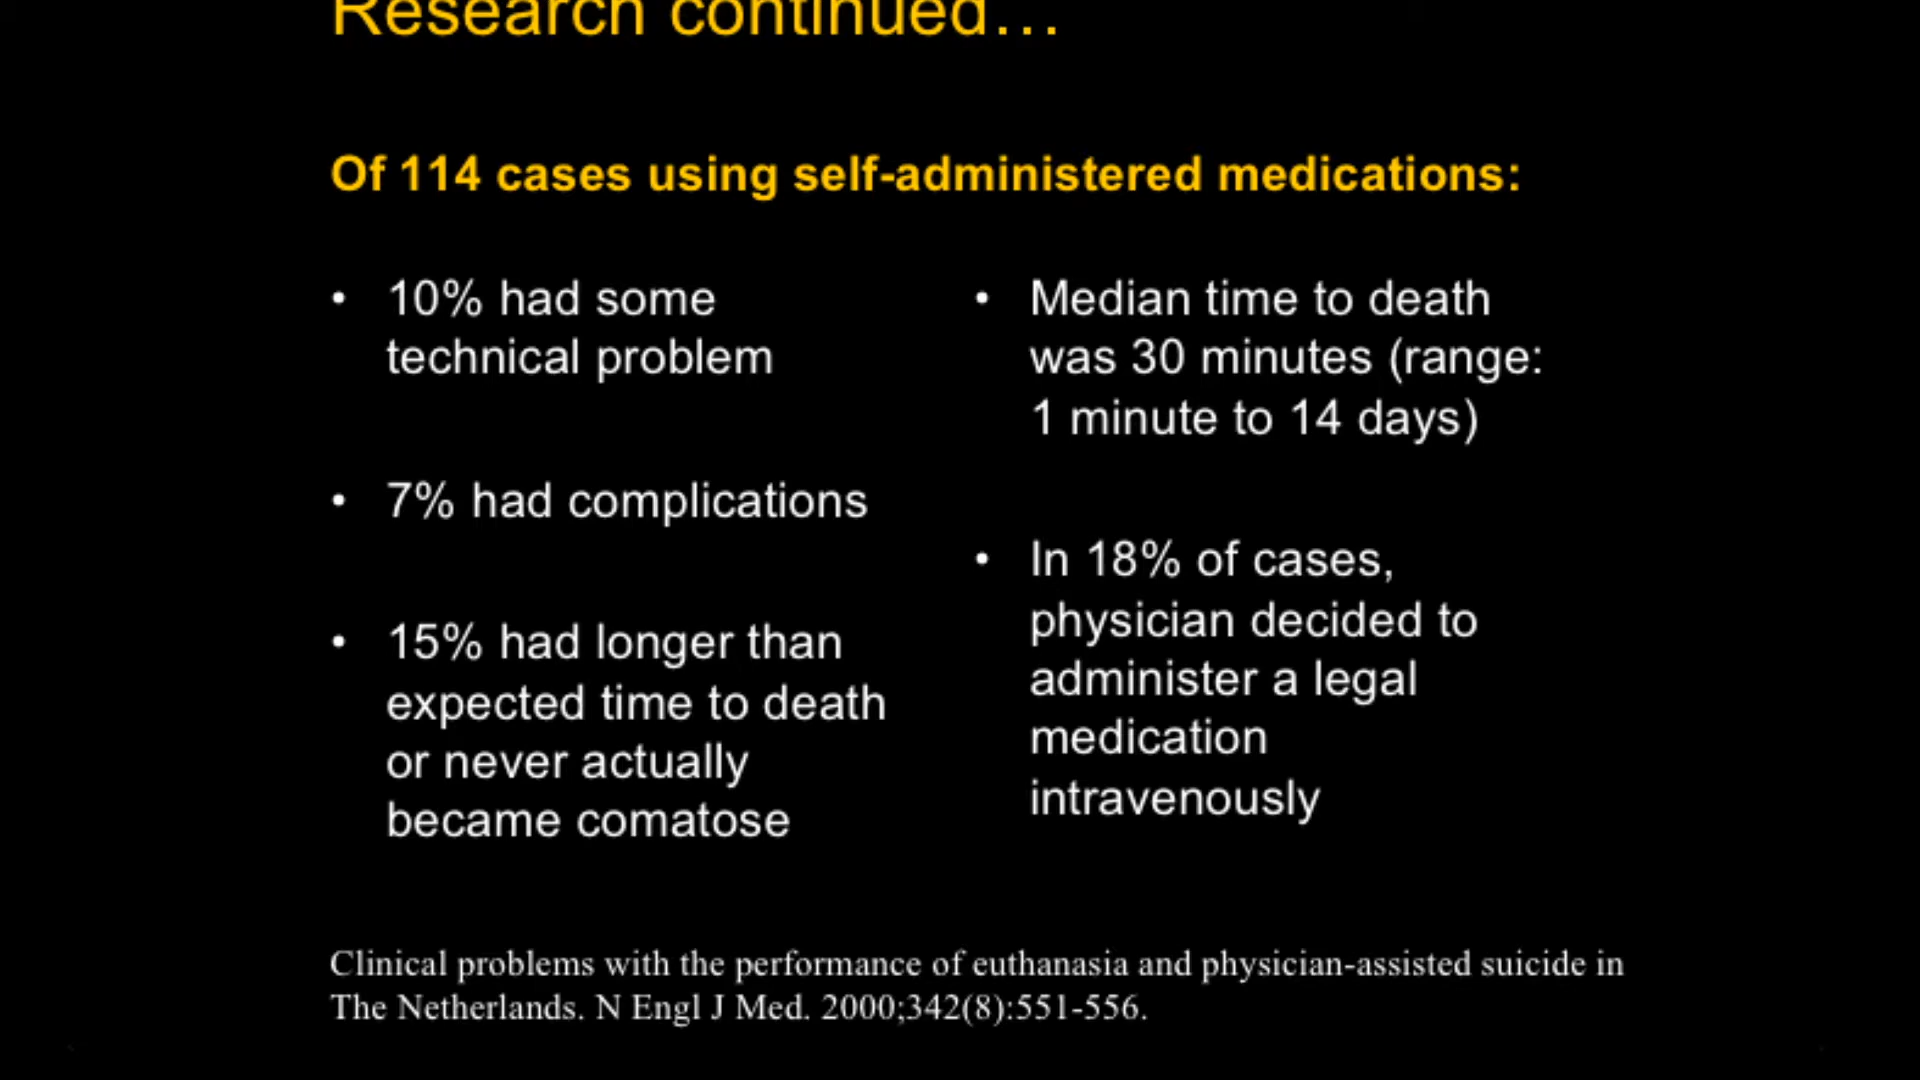 Research continued…
Of 114 cases using self-administered medications:
• 10% had some
technical problem
• 7% had complications
• 15% had longer than
expected time to death
or never actually
became comatose
• Median time to death
was 30 minutes (range:
1 minute to 14 days)
• In 18% of cases,
physician decided to
administer a legal
medication
intravenously
Clinical problems with the performance of euthanasia and physician-assisted suicide in
The Netherlands. N Engl J Med. 2000;342(8):551-556.